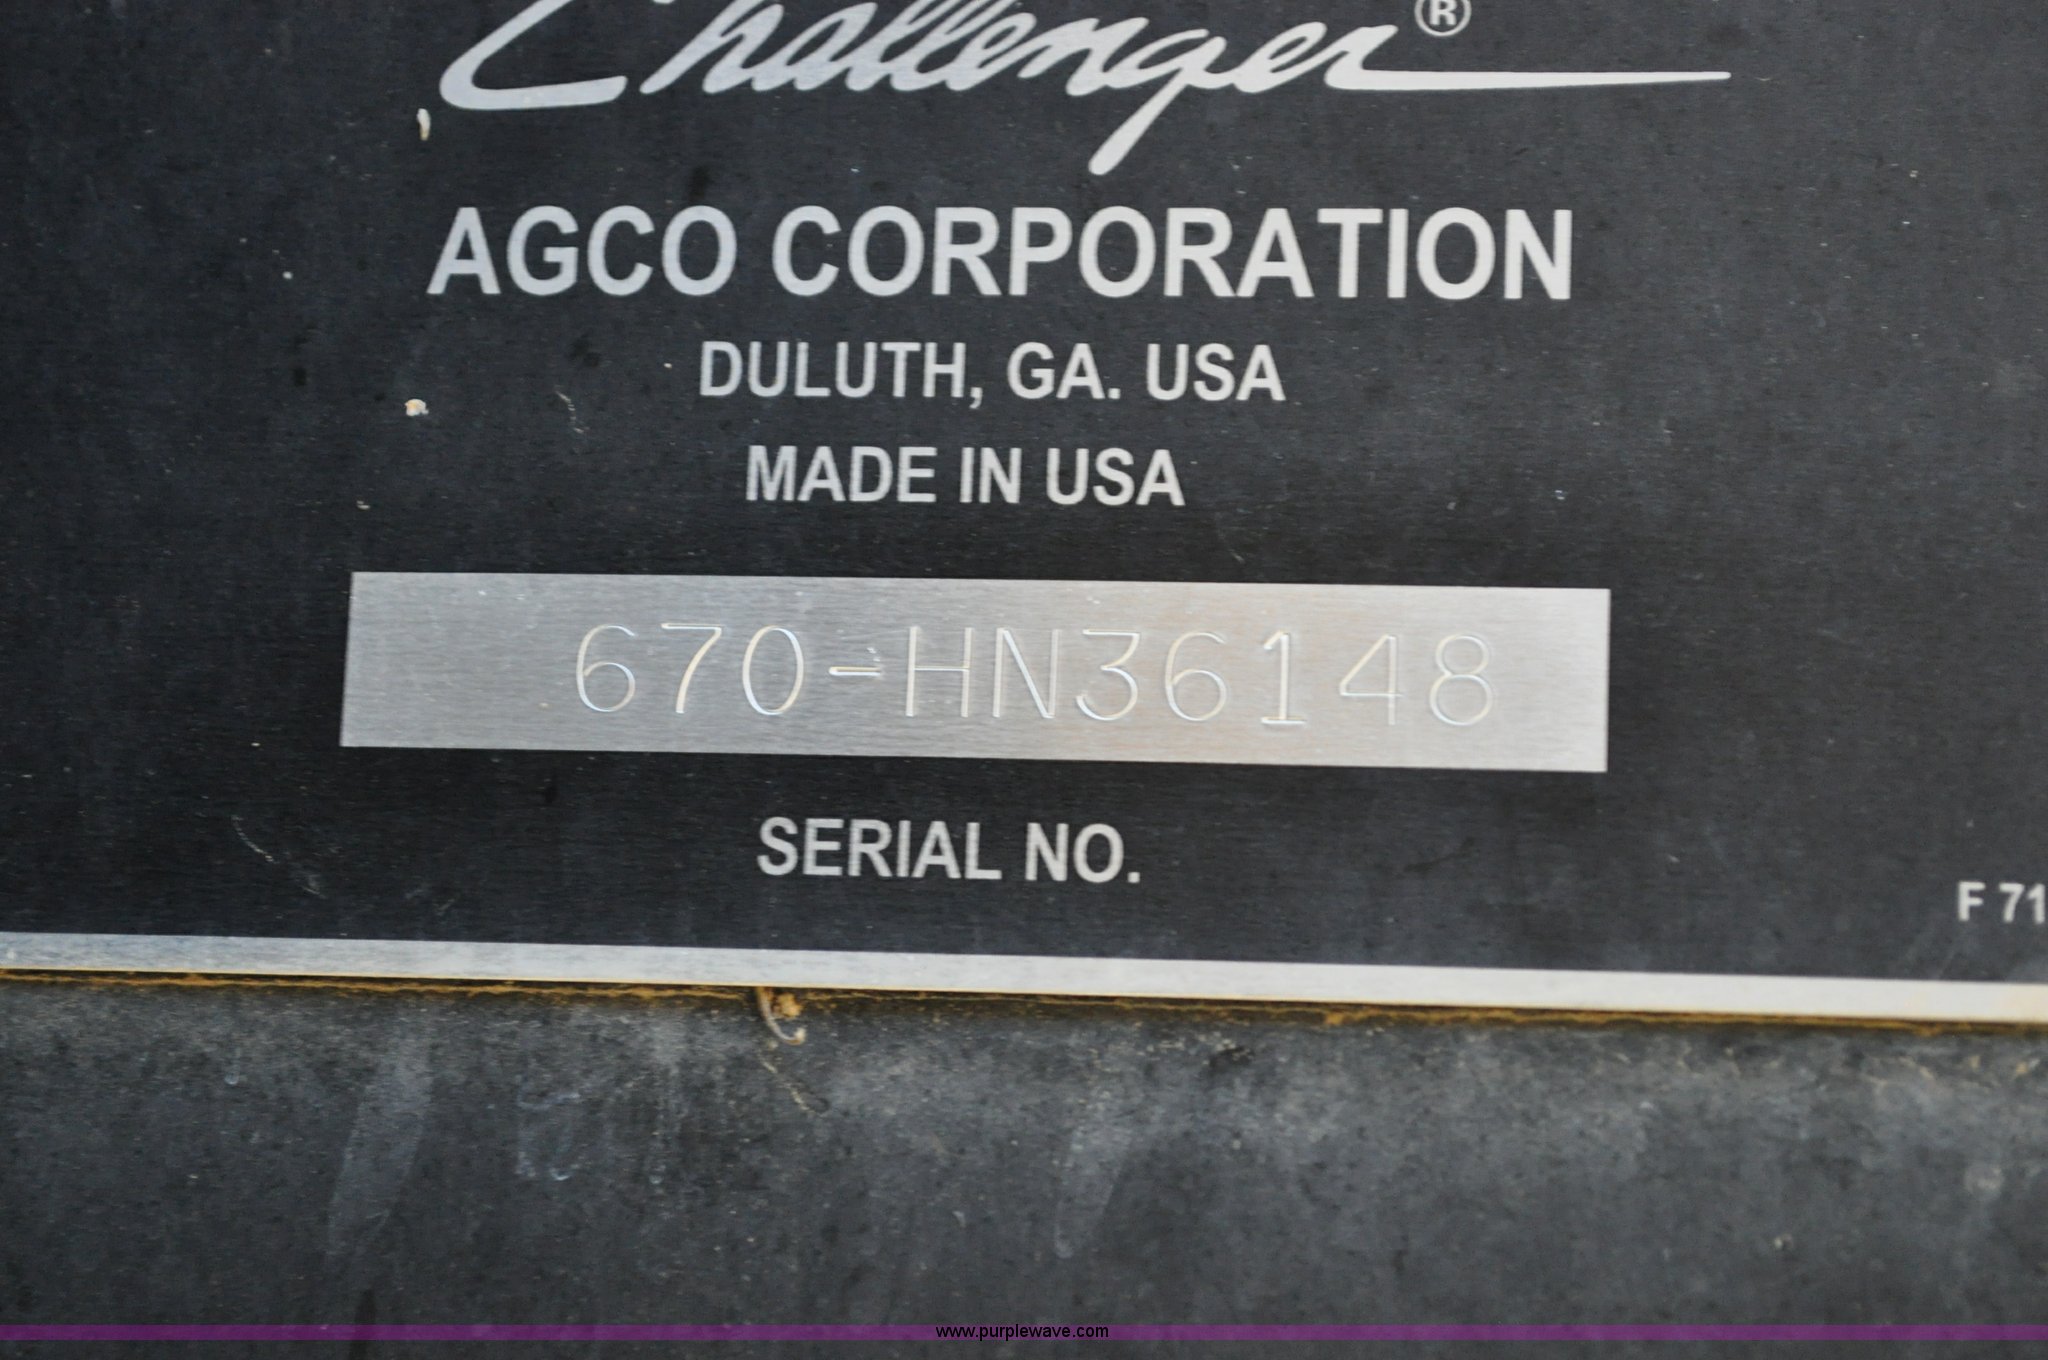 Challenger®
AGCO CORPORATION
DULUTH, GA. USA
MADE IN USA
670-HN36148
SERIAL NO.
F 71
www.purplewave.com